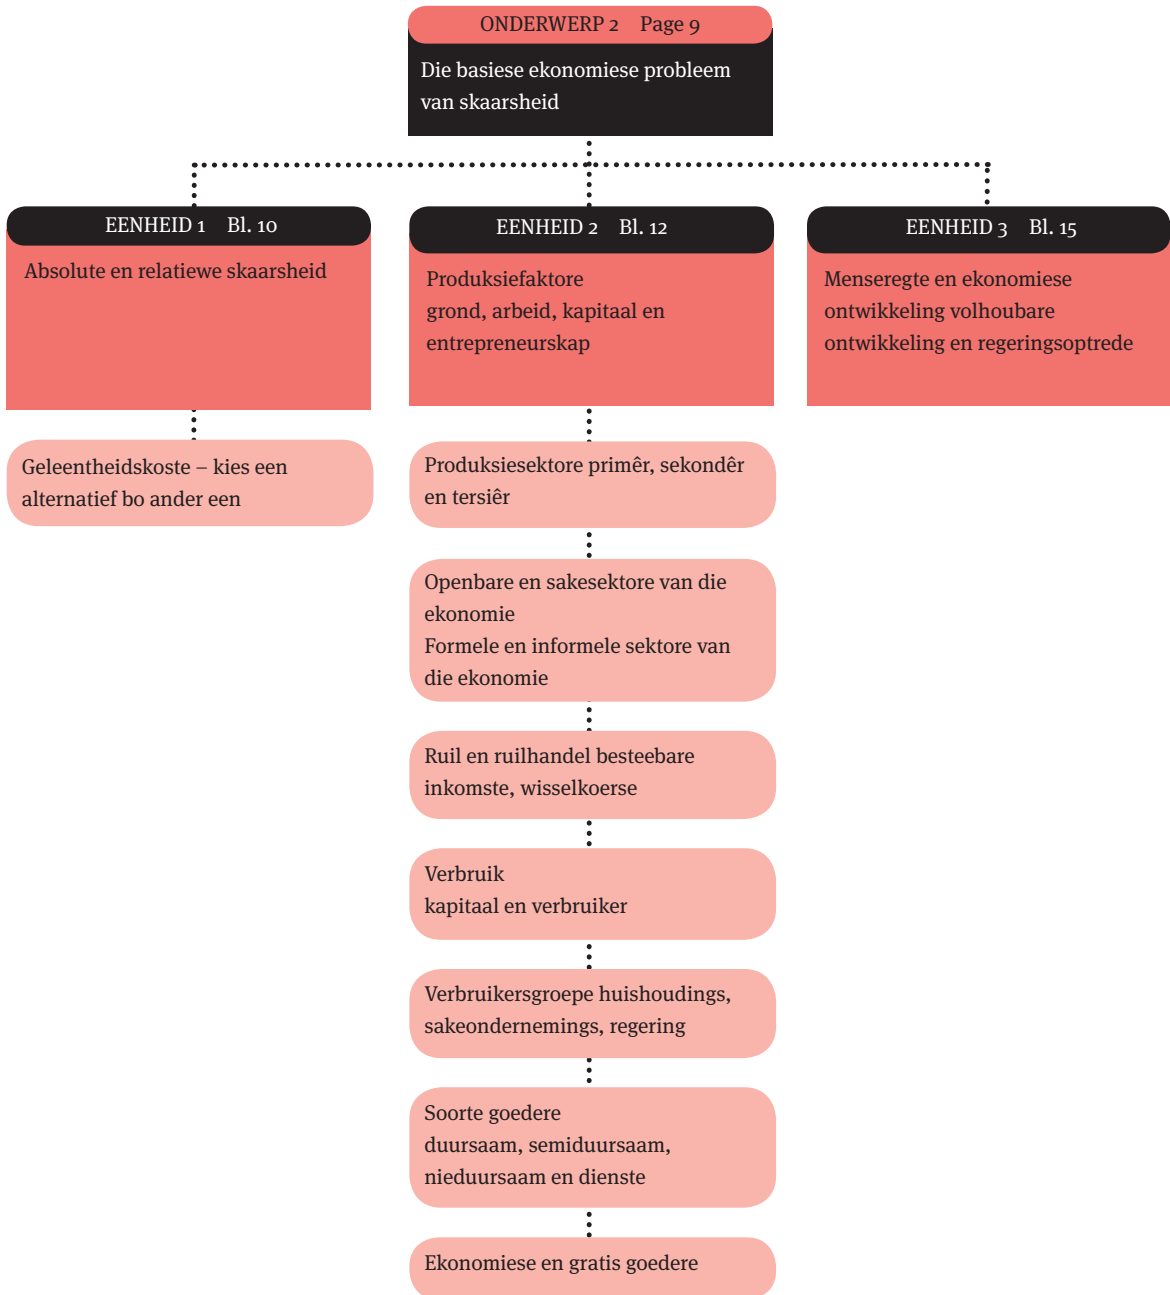 ONDERWERP 2 Page 9
Die basiese ekonomiese probleem
van skaarsheid
EENHEID 1 Bl. 10
Absolute en relatiewe skaarsheid
Geleentheidskoste – kies een
alternatief bo ander een
EENHEID 2 Bl. 12
Produksiefaktore
grond, arbeid, kapitaal en
entrepreneurskap
Produksiesektore primêr, sekondêr
en tersiêr
Openbare en sakesektore van die
ekonomie
Formele en informele sektore van
die ekonomie
Ruil en ruilhandel besteebare
inkomste, wisselkoerse
Verbruik
kapitaal en verbruiker
Verbruikersgroepe huishoudings,
sakeondernemings, regering
Soorte goedere
duursaam, semiduursaam,
nieduursaam en dienste
Ekonomiese en gratis goedere
EENHEID 3 Bl. 15
Menseregte en ekonomiese
ontwikkeling volhoubare
ontwikkeling en regeringsoptrede